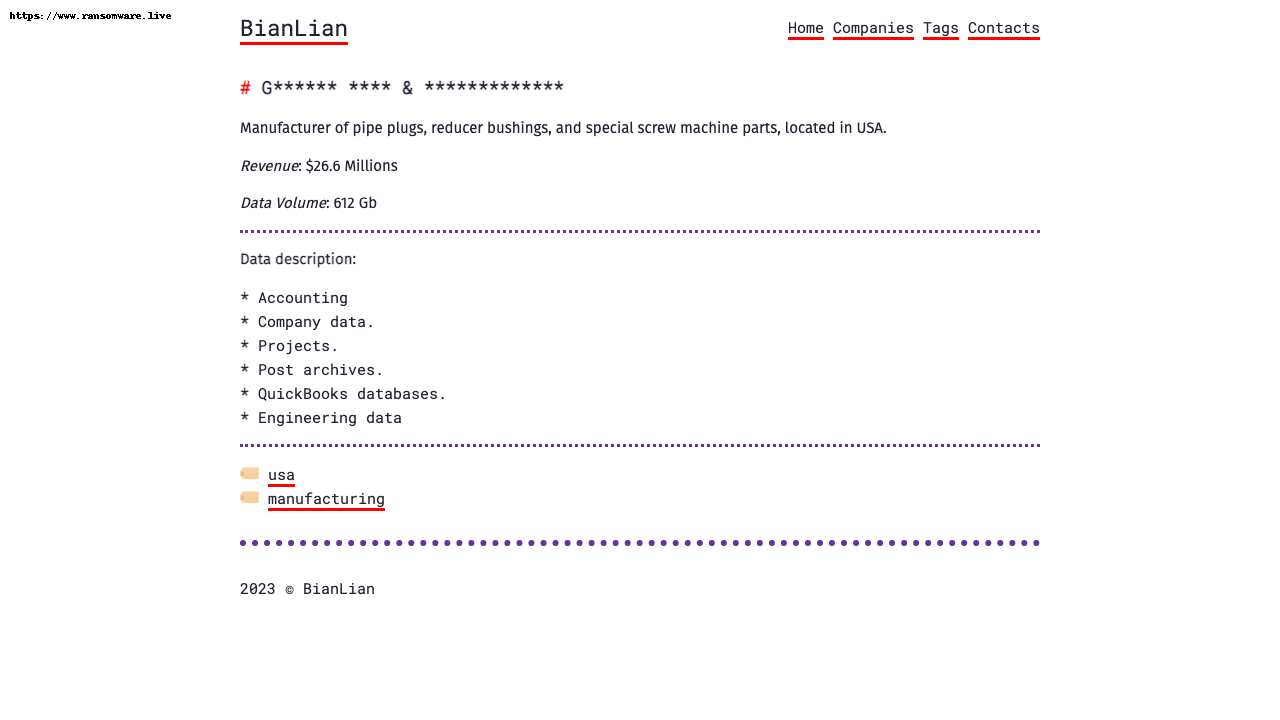 https://www.ransomware.live
BianLian
Home Companies Tags Contacts
# G****** **** & *************
Manufacturer of pipe plugs, reducer bushings, and special screw machine parts, located in USA.
Revenue: $26.6 Millions
Data Volume: 612 Gb
Data description:
* Accounting
* Company data.
* Projects.
* Post archives.
* QuickBooks databases.
* Engineering data
usa
manufacturing
2023 © BianLian